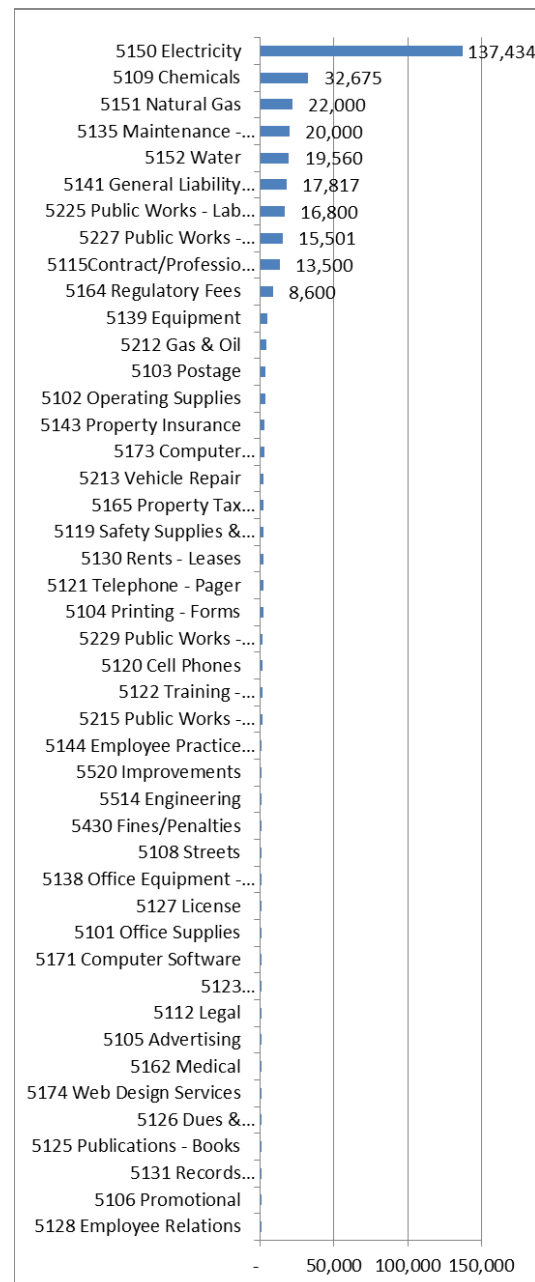 5150 Electricity 137,434
5109 Chemicals 32,675
5151 Natural Gas 22,000
5135 Maintenance -... 20,000
5152 Water 19,560
5141 General Liability... 17,817
5225 Public Works - Lab... 16,800
5227 Public Works -... 15,501
5115Contract/Professio... 13,500
5164 Regulatory Fees 8,600
5139 Equipment
5212 Gas & Oil
5103 Postage
5102 Operating Supplies
5143 Property Insurance
5173 Computer...
5213 Vehicle Repair
5165 Property Tax...
5119 Safety Supplies &...
5130 Rents - Leases
5121 Telephone - Pager
5104 Printing - Forms
5229 Public Works -...
5120 Cell Phones
5122 Training -...
5215 Public Works -...
5144 Employee Practice...
5520 Improvements
5514 Engineering
5430 Fines/Penalties
5108 Streets
5138 Office Equipment -...
5127 License
5101 Office Supplies
5171 Computer Software
5123...
5112 Legal
5105 Advertising
5162 Medical
5174 Web Design Services
5126 Dues &...
5125 Publications - Books
5131 Records...
5106 Promotional
5128 Employee Relations
- 50,000 100,000 150,000